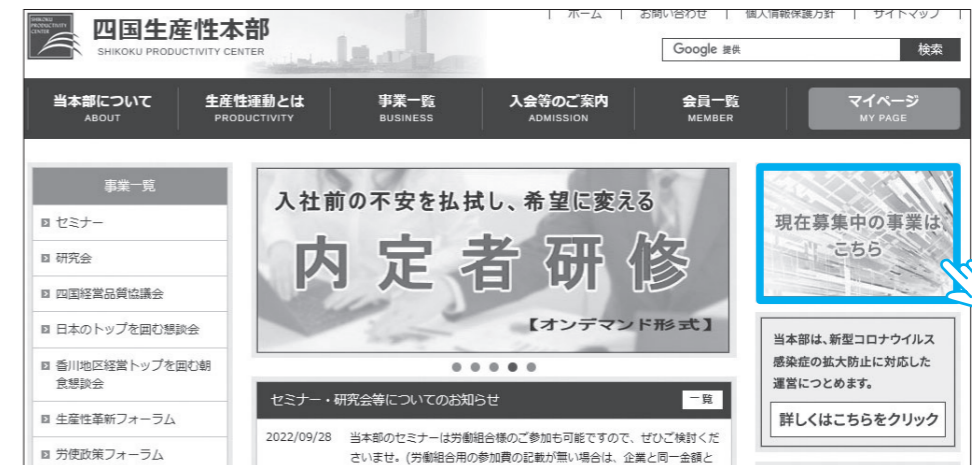 SHIKOKU PRODUCTIVITY CENTER
四国生産性本部
SHIKOKU PRODUCTIVITY CENTER
| ホーム | お問い合わせ | 個人情報保護方針 | サイトマップ |
Google 提供
検索
当本部について
ABOUT
生産性運動とは
PRODUCTIVITY
事業一覧
BUSINESS
入会等のご案内
ADMISSION
会員一覧
MEMBER
マイページ
MY PAGE
事業一覧
セミナー
研究会
四国経営品質協議会
日本のトップを囲む懇談会
香川地区経営トップを囲む朝
食懇談会
生産性革新フォーラム
労使政策フォーラム
入社前の不安を払拭し、希望に変える
内定者研修
【オンデマンド形式】
セミナー・研究会等についてのお知らせ
一覧
2022/09/28 当本部のセミナーは労働組合様のご参加も可能ですので、ぜひご検討くだ
さいませ。(労働組合用の参加費の記載が無い場合は、企業と同一金額と
現在募集中の事業は
こちら
当本部は、新型コロナウイルス
感染症の拡大防止に対応した
運営につとめます。
詳しくはこちらをクリック